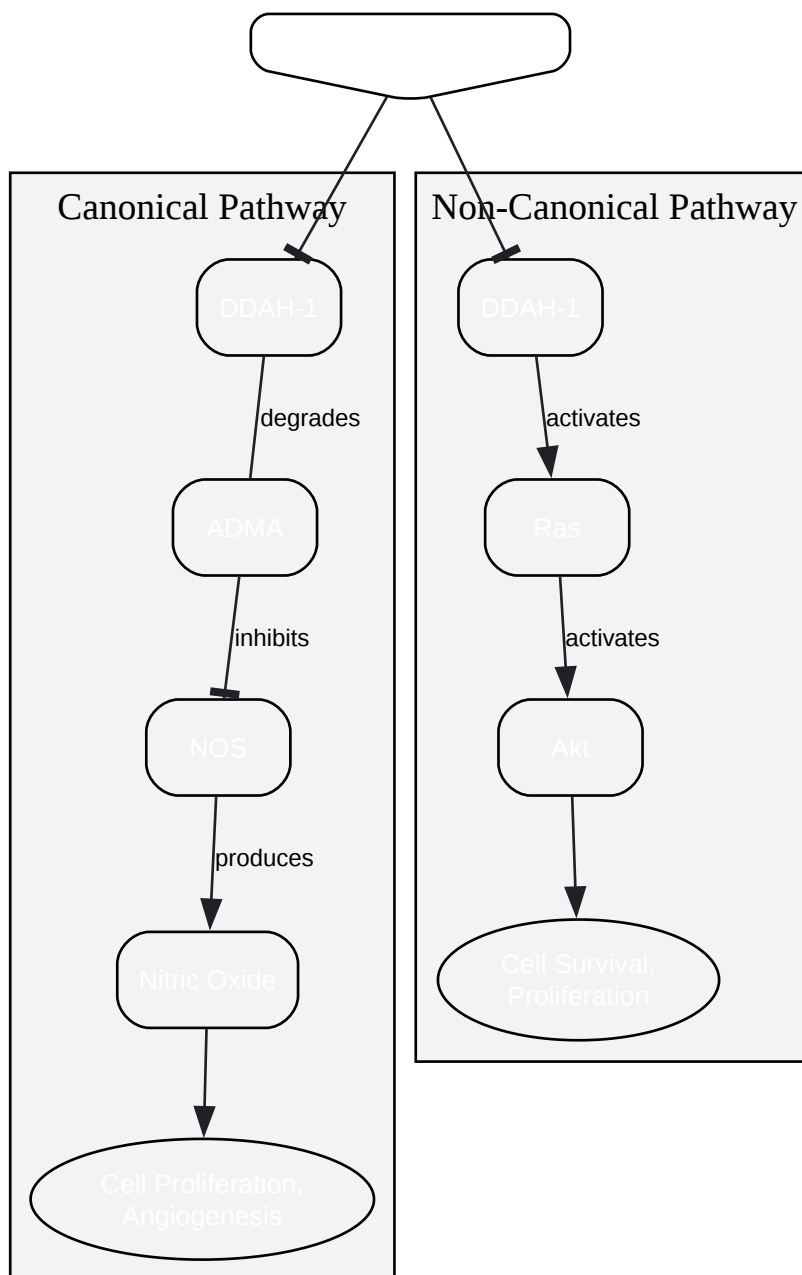 Canonical Pathway
Non-Canonical Pathway
DDAH-1
DDAH-1
degrades
activates
ADMA
Ras
inhibits
activates
NOS
Akt
produces
Nitric Oxide
Cell Survival,
Proliferation
Cell Proliferation,
Angiogenesis